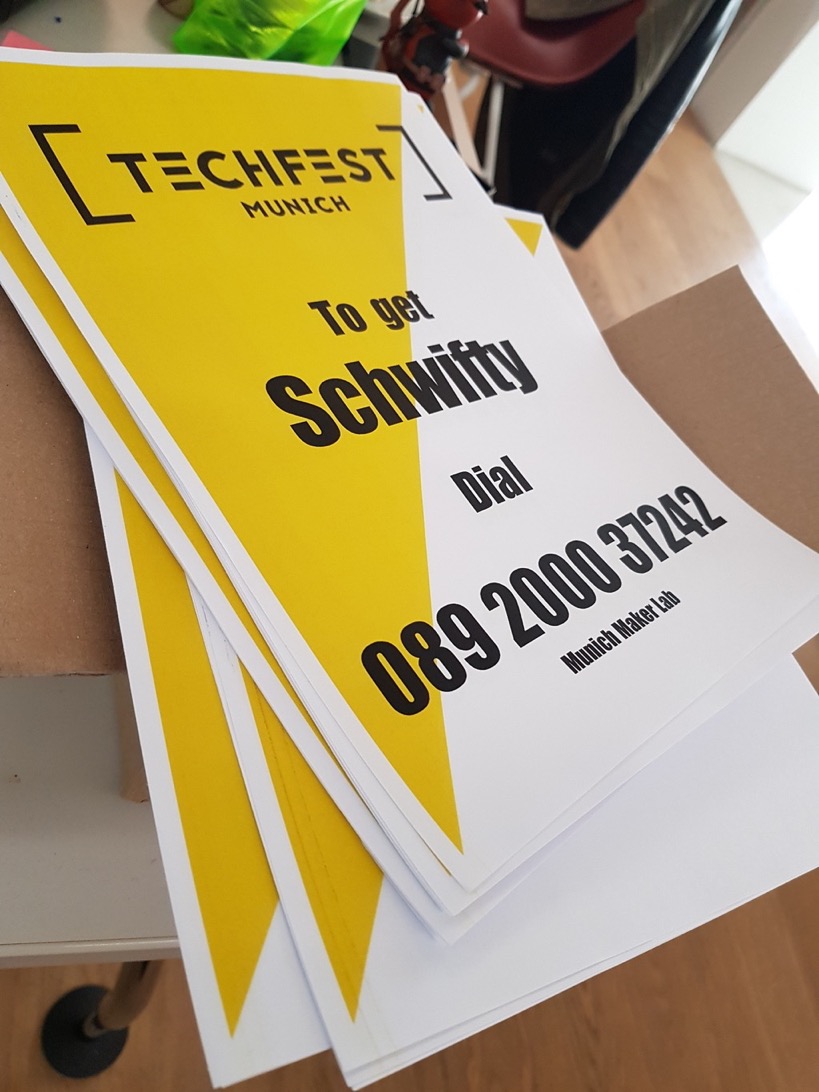 TECHFEST
MUNICH
To get
Schwifty
Dial
089 2000 37242
Munich Maker Lab